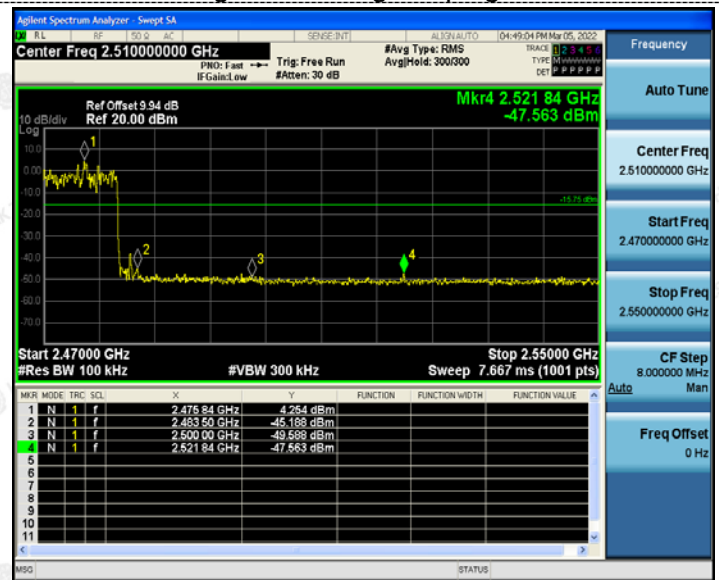 Agilent Spectrum Analyzer - Swept SA
RL RF 50 Ω AC SENSE:INT ALIGN AUTO 04:49:04 PM Mar 05, 2022
Center Freq 2.510000000 GHz
#Avg Type: RMS
TRACE 1 2 3 4 5 6
PNO: Fast Trig: Free Run Avg|Hold: 300/300
TYPE M WWWWW
IFGain:Low #Atten: 30 dB
DET P P P P P P
Mkr4 2.521 84 GHz
-47.563 dBm
Ref Offset 9.94 dB
10 dB/div Ref 20.00 dBm
Log
10.0
0.00
-10.0
-20.0
-30.0
-40.0
-50.0
-60.0
-70.0
1
2
3
4
-15.75 dBm
Start 2.47000 GHz Stop 2.55000 GHz
#Res BW 100 kHz #VBW 300 kHz Sweep 7.667 ms (1001 pts)
MKR MODE TRC SCL X Y FUNCTION FUNCTION WIDTH FUNCTION VALUE
1 N 1 f 2.475 84 GHz 4.254 dBm
2 N 1 f 2.483 50 GHz -45.188 dBm
3 N 1 f 2.500 00 GHz -49.588 dBm
4 N 1 f 2.521 84 GHz -47.563 dBm
5
6
7
8
9
10
11
MSG STATUS
Frequency
Auto Tune
Center Freq
2.510000000 GHz
Start Freq
2.470000000 GHz
Stop Freq
2.550000000 GHz
CF Step
8.000000 MHz
Auto Man
Freq Offset
0 Hz